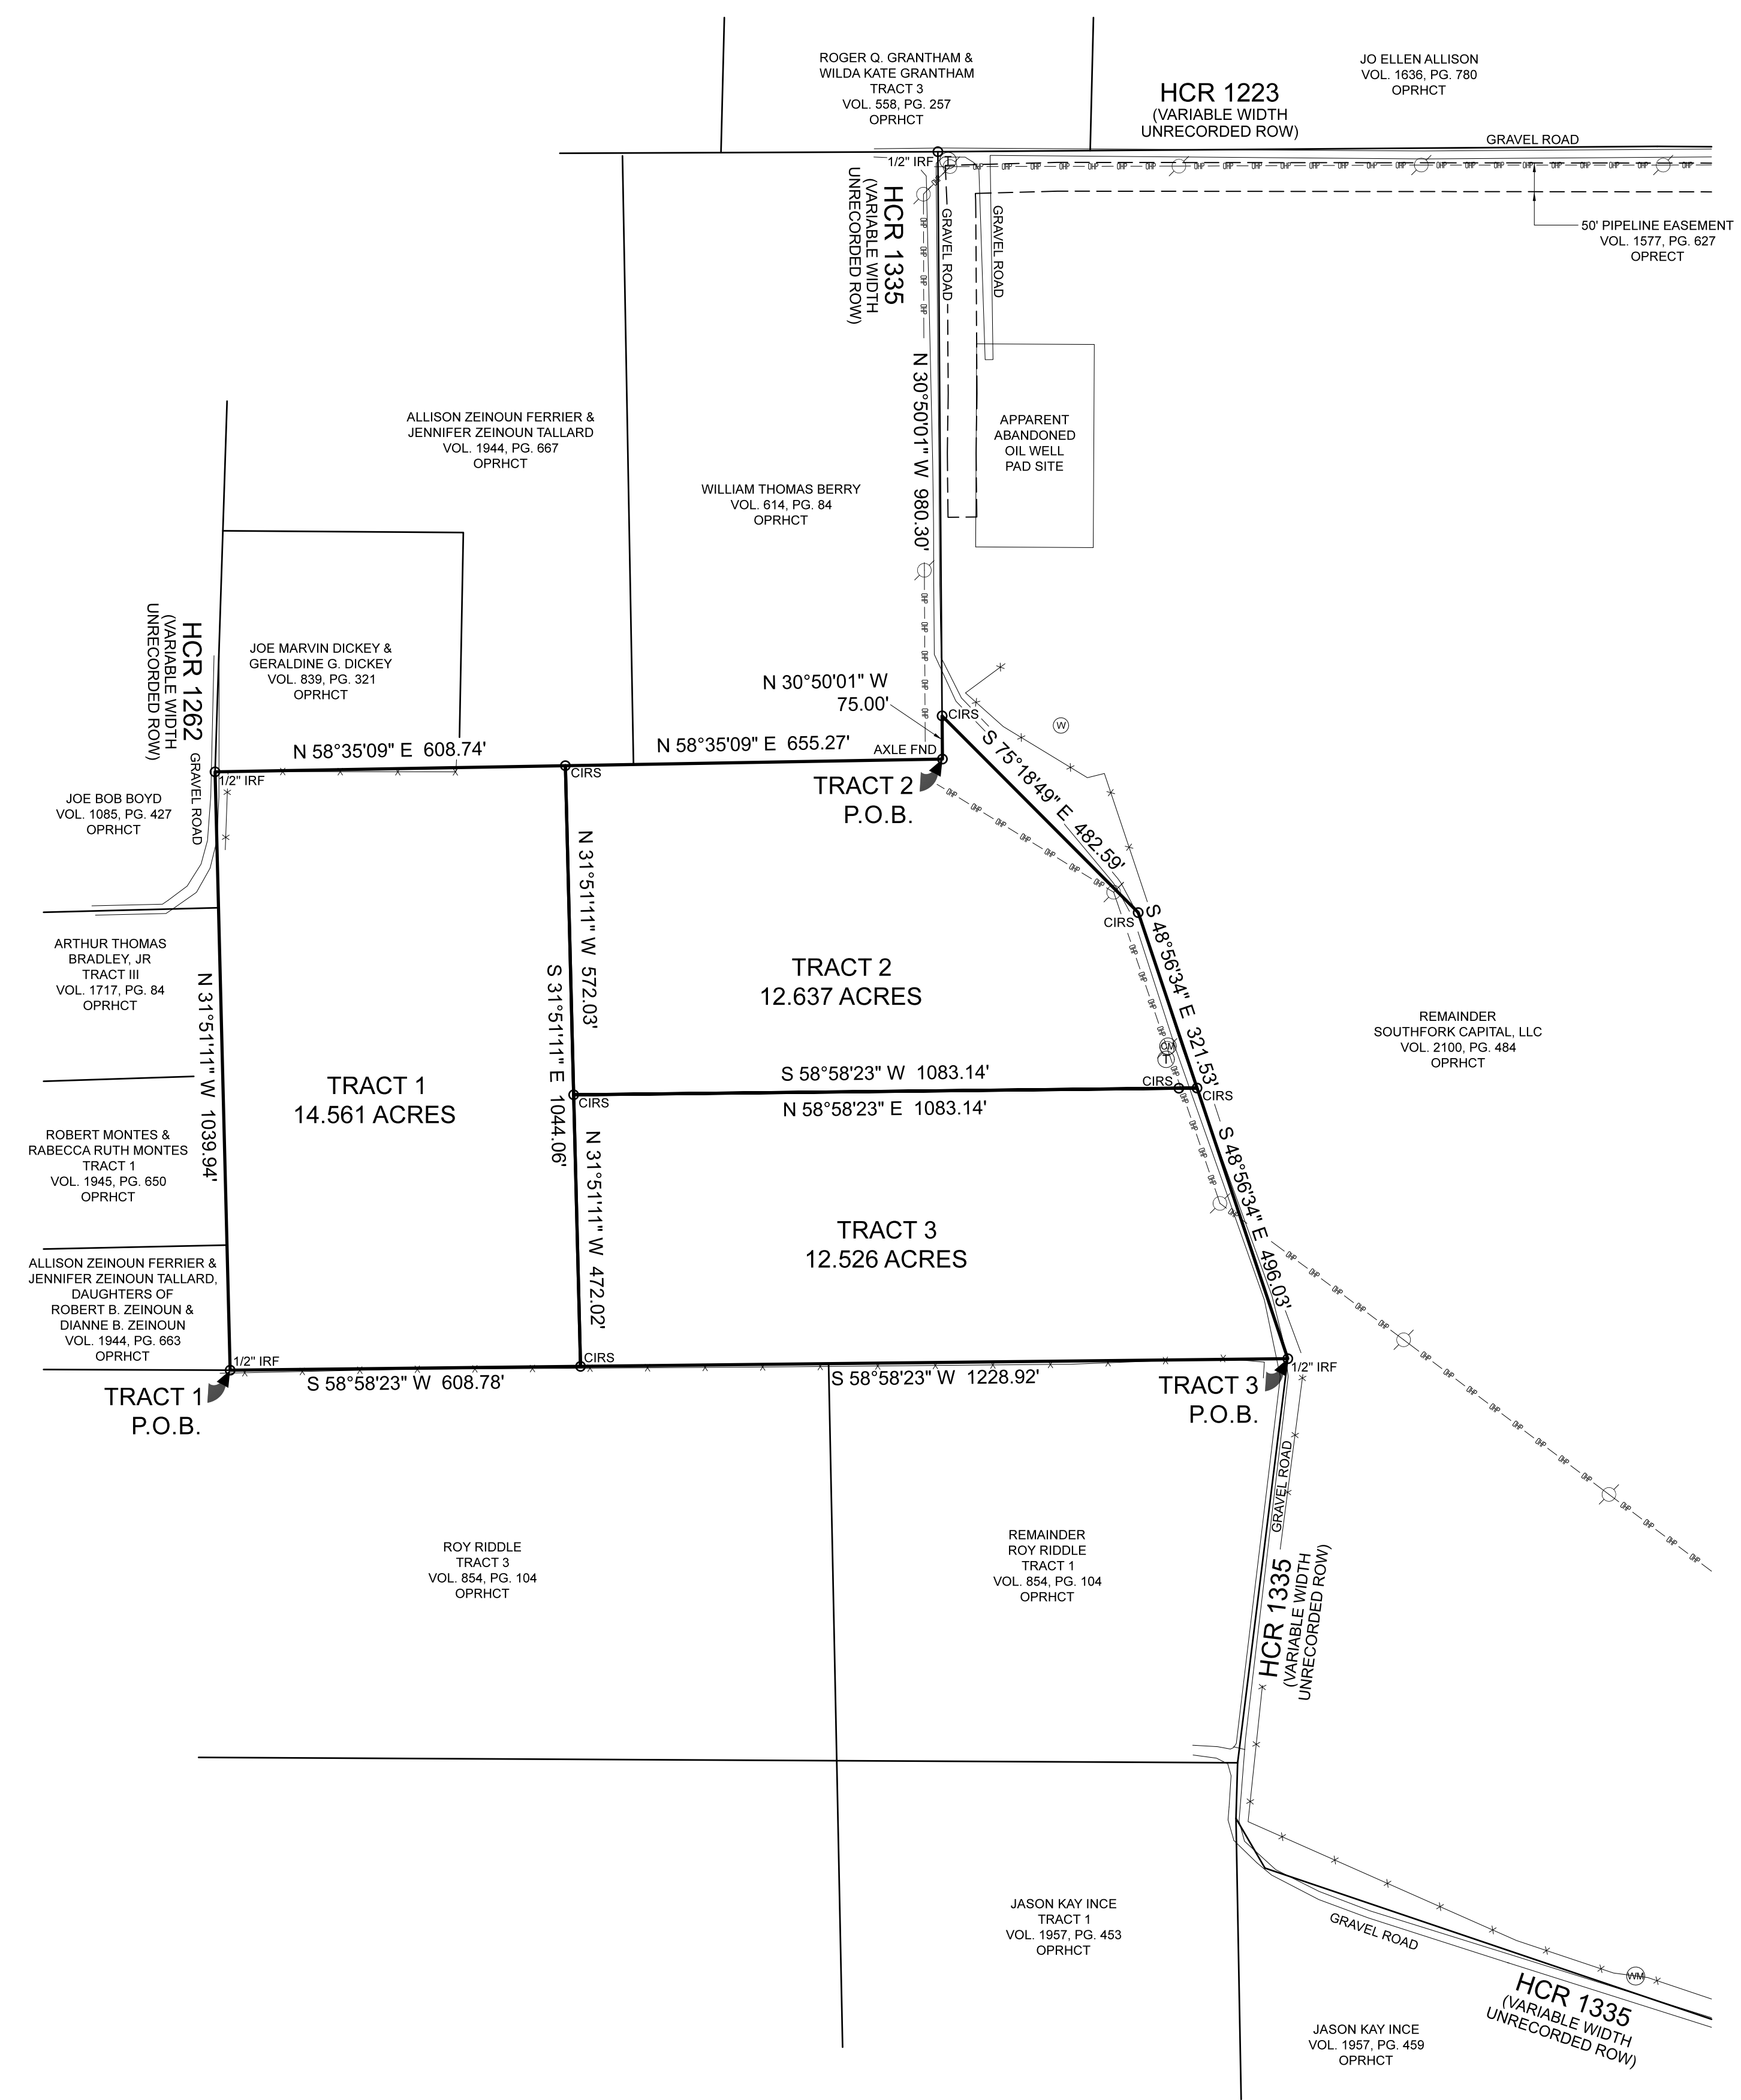 ROGER Q. GRANTHAM &
WILDA KATE GRANTHAM
TRACT 3
VOL. 558, PG. 257
OPRHCT
JO ELLEN ALLISON
VOL. 1636, PG. 780
OPRHCT
HCR 1223
(VARIABLE WIDTH
UNRECORDED ROW)
GRAVEL ROAD
1/2" IRF
T
HCR 1335
(VARIABLE WIDTH
UNRECORDED ROW)
GRAVEL ROAD
GRAVEL ROAD
50' PIPELINE EASEMENT
VOL. 1577, PG. 627
OPRECT
N 30°50'01" W 980.30'
APPARENT
ABANDONED
OIL WELL
PAD SITE
ALLISON ZEINOUN FERRIER &
JENNIFER ZEINOUN TALLARD
VOL. 1944, PG. 667
OPRHCT
WILLIAM THOMAS BERRY
VOL. 614, PG. 84
OPRHCT
HCR 1262
(VARIABLE WIDTH
UNRECORDED ROW)
GRAVEL ROAD
JOE MARVIN DICKEY &
GERALDINE G. DICKEY
VOL. 839, PG. 321
OPRHCT
N 30°50'01" W
75.00'
CIRS
W
N 58°35'09" E 608.74'
N 58°35'09" E 655.27'
AXLE FND
1/2" IRF
CIRS
TRACT 2
P.O.B.
S 75°18'49" E 482.59'
JOE BOB BOYD
VOL. 1085, PG. 427
OPRHCT
ARTHUR THOMAS
BRADLEY, JR
TRACT III
VOL. 1717, PG. 84
OPRHCT
N 31°51'11" W 1039.94'
N 31°51'11" W 572.03'
S 31°51'11" E 1044.06'
TRACT 2
12.637 ACRES
CIRS
S 48°56'34" E 321.53'
CM
T
REMAINDER
SOUTHFORK CAPITAL, LLC
VOL. 2100, PG. 484
OPRHCT
TRACT 1
14.561 ACRES
S 58°58'23" W 1083.14'
CIRS
CIRS
CIRS
N 58°58'23" E 1083.14'
ROBERT MONTES &
RABECCA RUTH MONTES
TRACT 1
VOL. 1945, PG. 650
OPRHCT
N 31°51'11" W 472.02'
S 48°56'34" E 496.03'
TRACT 3
12.526 ACRES
ALLISON ZEINOUN FERRIER &
JENNIFER ZEINOUN TALLARD,
DAUGHTERS OF
ROBERT B. ZEINOUN &
DIANNE B. ZEINOUN
VOL. 1944, PG. 663
OPRHCT
1/2" IRF
CIRS
1/2" IRF
S 58°58'23" W 608.78'
S 58°58'23" W 1228.92'
TRACT 1
P.O.B.
TRACT 3
P.O.B.
GRAVEL ROAD
ROY RIDDLE
TRACT 3
VOL. 854, PG. 104
OPRHCT
REMAINDER
ROY RIDDLE
TRACT 1
VOL. 854, PG. 104
OPRHCT
HCR 1335
(VARIABLE WIDTH
UNRECORDED ROW)
JASON KAY INCE
TRACT 1
VOL. 1957, PG. 453
OPRHCT
GRAVEL ROAD
WM
HCR 1335
(VARIABLE WIDTH
UNRECORDED ROW)
JASON KAY INCE
VOL. 1957, PG. 459
OPRHCT